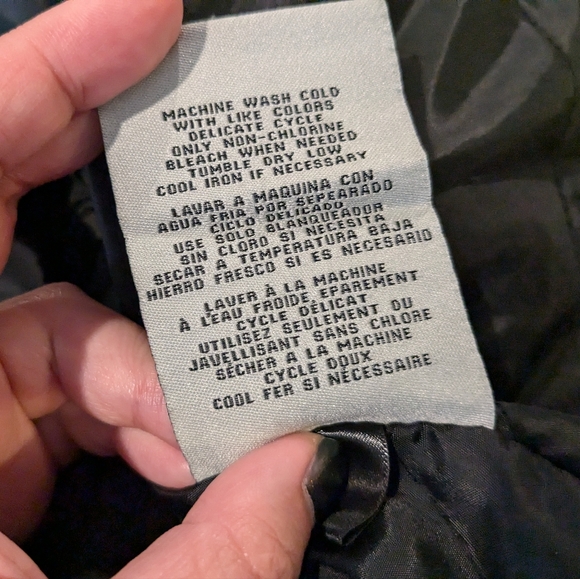 MACHINE WASH COLD
WITH LIKE COLORS
DELICATE CYCLE
ONLY NON-CHLORINE
BLEACH WHEN NEEDED
TUMBLE DRY LOW
COOL IRON IF NECESSARY
LAVAR A MAQUINA CON
AGUA FRIA POR SEPEARADO
CICLO DELICADO
USE SOLO BLANQUEADOR
SIN CLORO SI NECESITA
SECAR A TEMPERATURA BAJA
HIERRO FRESCO SI ES NECESARIO
LAVER À LA MACHINE
À L'EAU FROIDE EPAREMENT
CYCLE DÉLICAT
UTILISEZ SEULEMENT OU
JAVELLISANT SANS CHLORE
SÉCHER A LA MACHINE
CYCLE DOUX
COOL FER SI NÉCESSAIRE